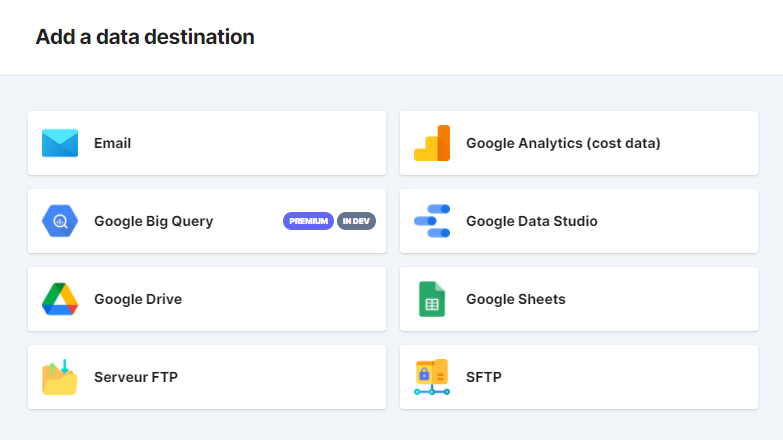 Add a data destination
Email
Google Analytics (cost data)
Google Big Query PREMIUM IN DEV
Google Data Studio
Google Drive
Google Sheets
Serveur FTP
SFTP